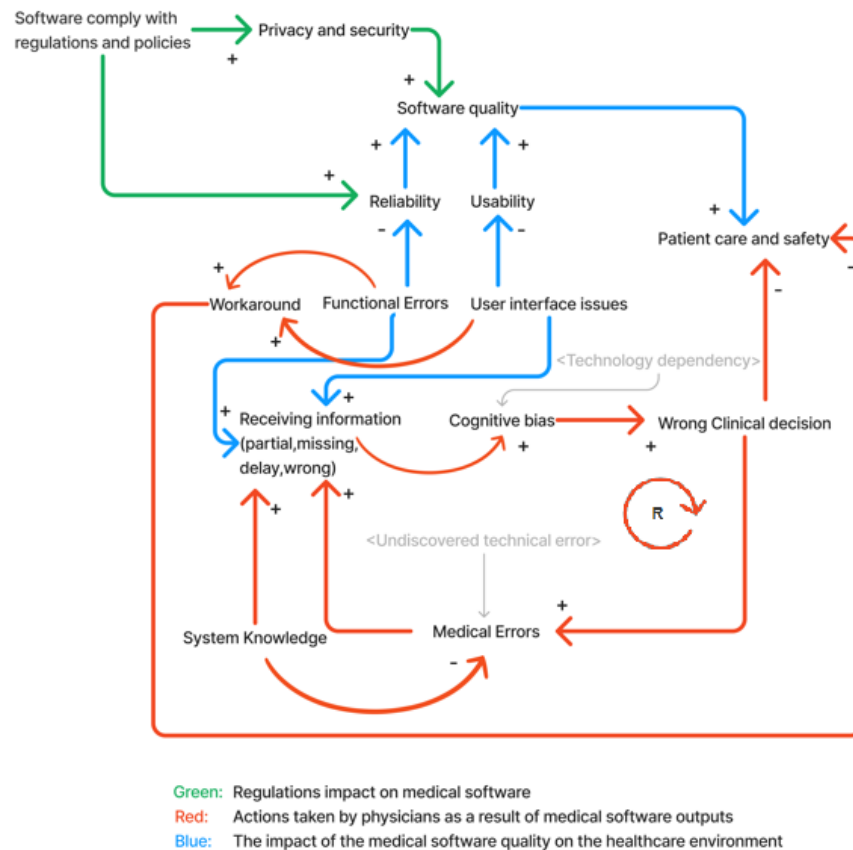 Software comply with
regulations and policies
Privacy and security
+
+
Software quality
+
+
+
Reliability
Usability
+
Patient care and safety
-
-
-
-
+
Workaround
Functional Errors
User interface issues
+
<Technology dependency>
+
+
Receiving information
(partial,missing,
delay,wrong)
Cognitive bias
+
Wrong Clinical decision
+
+
+
R
<Undiscovered technical error>
+
System Knowledge
Medical Errors
-
Green: Regulations impact on medical software
Red: Actions taken by physicians as a result of medical software outputs
Blue: The impact of the medical software quality on the healthcare environment